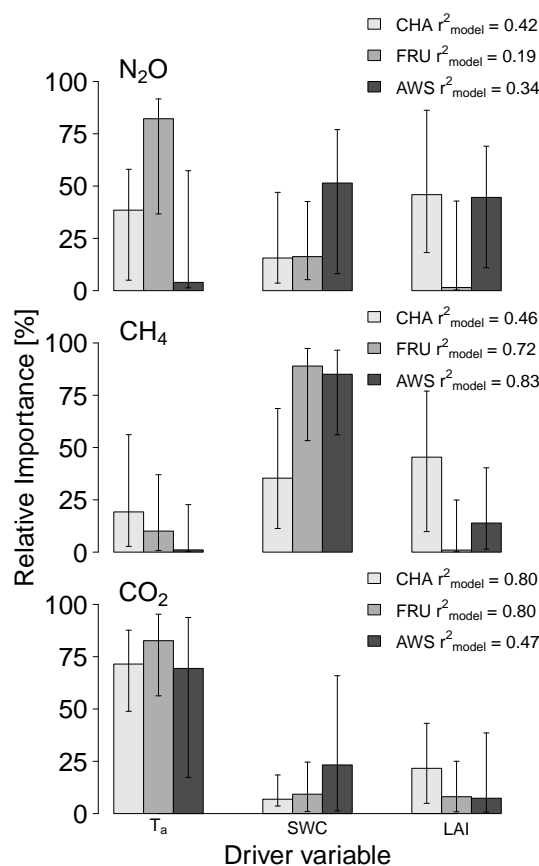 CHA r²model = 0.42
FRU r²model = 0.19
AWS r²model = 0.34
N₂O
100
75
50
25
0
CHA r²model = 0.46
FRU r²model = 0.72
AWS r²model = 0.83
CH₄
100
75
50
25
0
CHA r²model = 0.80
FRU r²model = 0.80
AWS r²model = 0.47
CO₂
100
75
50
25
0
Relative Importance [%]
Tₐ SWC LAI
Driver variable